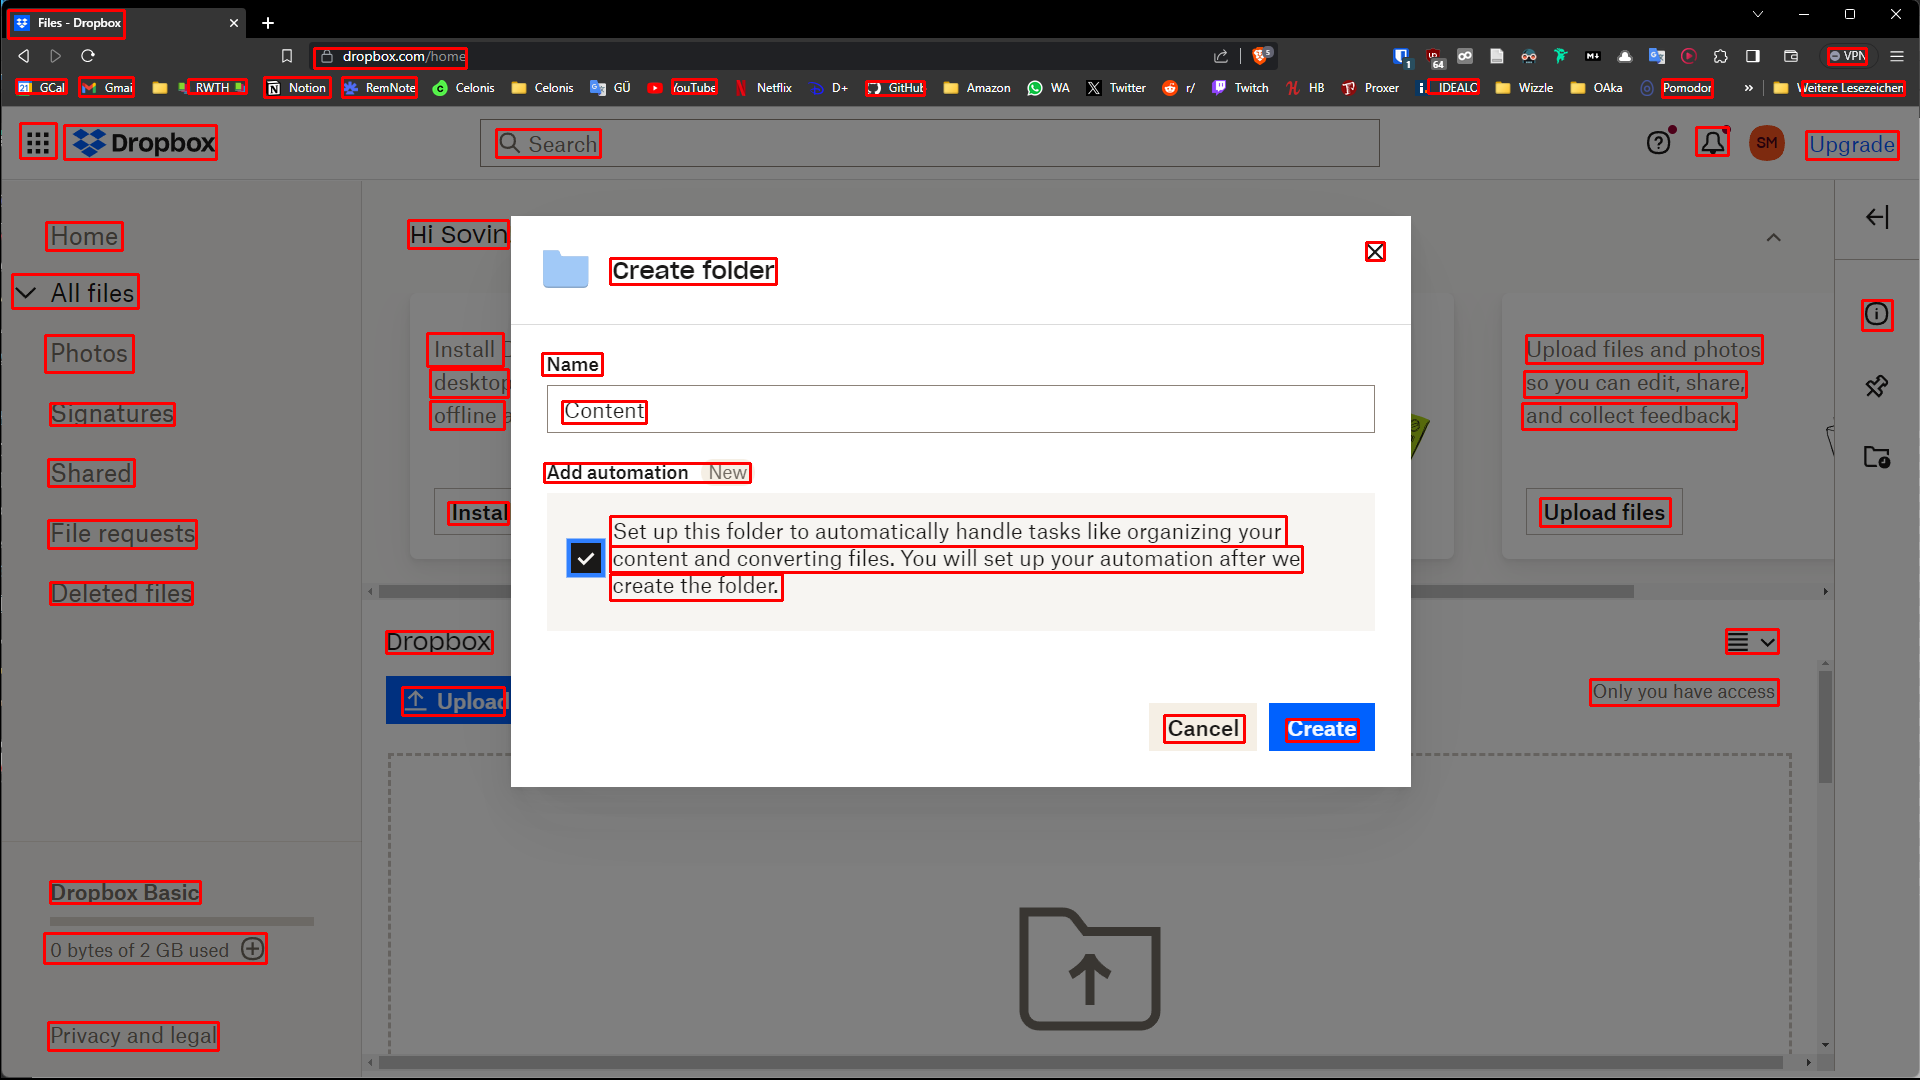 Files - Dropbox
dropbox.com/home
1
64
5
VPN
GCal
Gmai
RWTH
Notion
RemNote
Celonis
Celonis
GÜ
YouTube
Netflix
D+
GitHub
Amazon
WA
Twitter
r/
Twitch
HB
Proxer
IDEALO
Wizzle
OAka
Pomodor
»
Weitere Lesezeichen
Dropbox
Search
SM
Upgrade
Home
All files
Photos
Signatures
Shared
File requests
Deleted files
Hi Sovin
Install
desktop
offline a
Instal
Create folder
Name
Content
Add automation New
Set up this folder to automatically handle tasks like organizing your
content and converting files. You will set up your automation after we
create the folder.
Cancel
Create
Upload files and photos
so you can edit, share,
and collect feedback.
Upload files
Dropbox
Upload
Only you have access
Dropbox Basic
0 bytes of 2 GB used
Privacy and legal